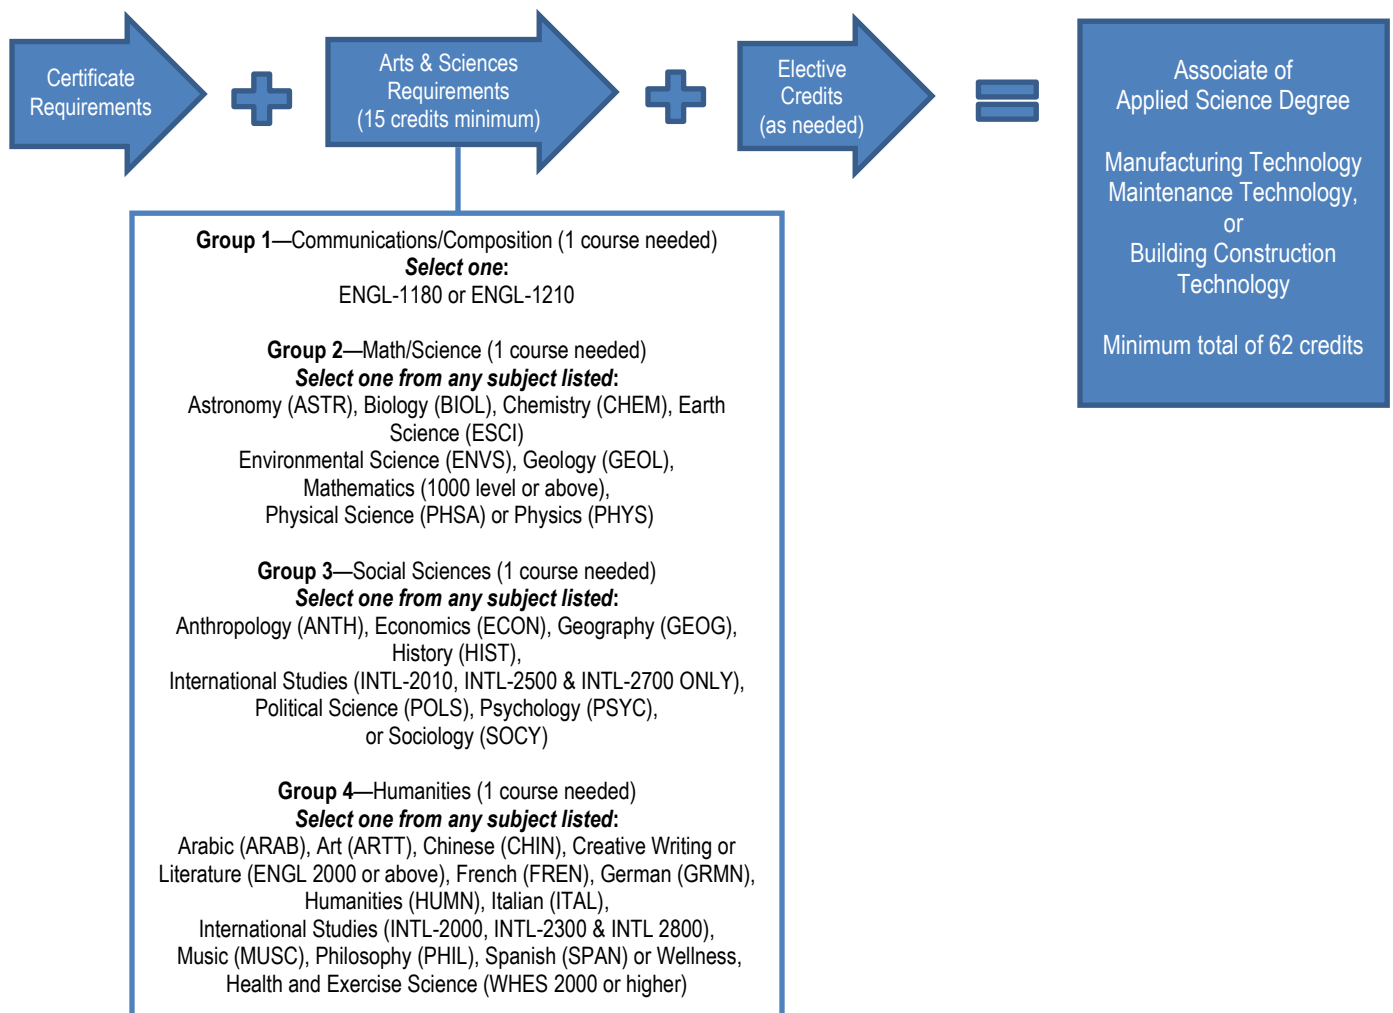 Certificate
Requirements
Arts & Sciences
Requirements
(15 credits minimum)
Elective
Credits
(as needed)
Associate of
Applied Science Degree
Manufacturing Technology
Maintenance Technology,
or
Building Construction
Technology
Minimum total of 62 credits
Group 1—Communications/Composition (1 course needed)
Select one:
ENGL-1180 or ENGL-1210
Group 2—Math/Science (1 course needed)
Select one from any subject listed:
Astronomy (ASTR), Biology (BIOL), Chemistry (CHEM), Earth
Science (ESCI)
Environmental Science (ENVS), Geology (GEOL),
Mathematics (1000 level or above),
Physical Science (PHSA) or Physics (PHYS)
Group 3—Social Sciences (1 course needed)
Select one from any subject listed:
Anthropology (ANTH), Economics (ECON), Geography (GEOG),
History (HIST),
International Studies (INTL-2010, INTL-2500 & INTL-2700 ONLY),
Political Science (POLS), Psychology (PSYC),
or Sociology (SOCY)
Group 4—Humanities (1 course needed)
Select one from any subject listed:
Arabic (ARAB), Art (ARTT), Chinese (CHIN), Creative Writing or
Literature (ENGL 2000 or above), French (FREN), German (GRMN),
Humanities (HUMN), Italian (ITAL),
International Studies (INTL-2000, INTL-2300 & INTL 2800),
Music (MUSC), Philosophy (PHIL), Spanish (SPAN) or Wellness,
Health and Exercise Science (WHES 2000 or higher)